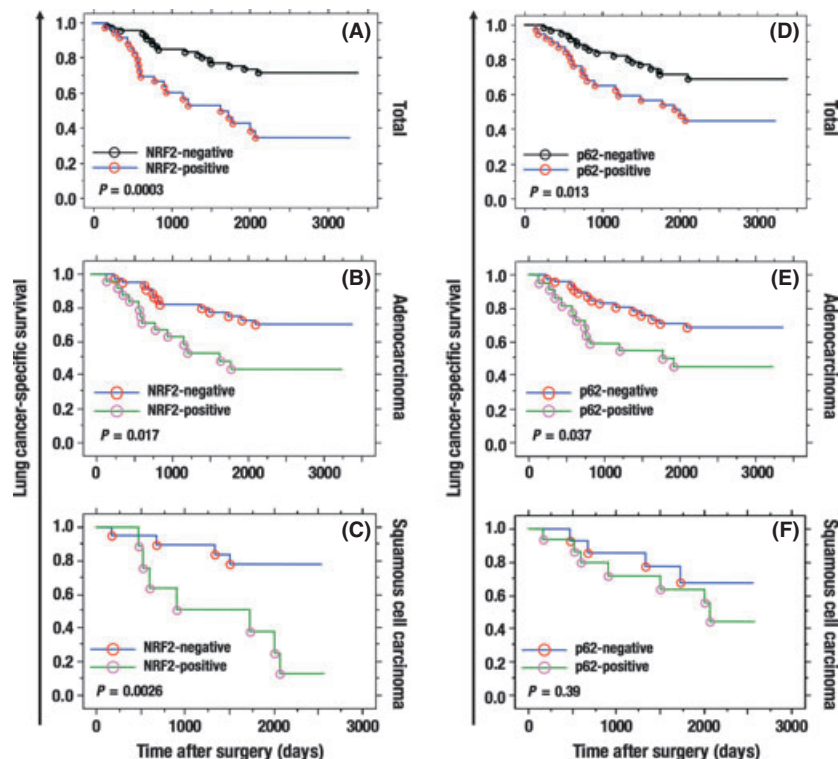 Lung cancer-specific survival
(A)
Total
1.0
0.8
0.6
0.4
0.2
0.0
NRF2-negative
NRF2-positive
P = 0.0003
0 1000 2000 3000
(B)
Adenocarcinoma
1.0
0.8
0.6
0.4
0.2
0.0
NRF2-negative
NRF2-positive
P = 0.017
0 1000 2000 3000
(C)
Squamous cell carcinoma
1.0
0.8
0.6
0.4
0.2
0.0
NRF2-negative
NRF2-positive
P = 0.0026
0 1000 2000 3000
Time after surgery (days)
Lung cancer-specific survival
(D)
Total
1.0
0.8
0.6
0.4
0.2
0.0
p62-negative
p62-positive
P = 0.013
0 1000 2000 3000
(E)
Adenocarcinoma
1.0
0.8
0.6
0.4
0.2
0.0
p62-negative
p62-positive
P = 0.037
0 1000 2000 3000
(F)
Squamous cell carcinoma
1.0
0.8
0.6
0.4
0.2
0.0
p62-negative
p62-positive
P = 0.39
0 1000 2000 3000
Time after surgery (days)